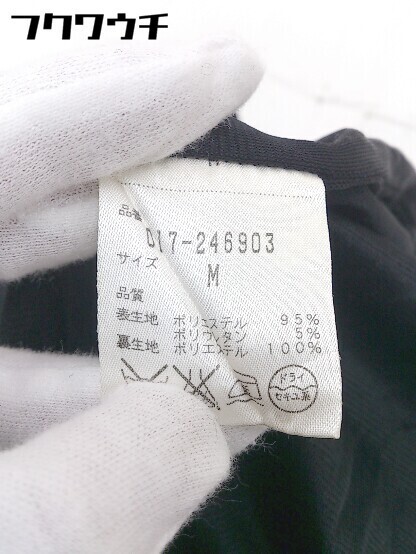 フクワウチ
品番
D17-246903
サイズ
M
品質
表生地 ポリエステル 95%
ポリウレタン 5%
裏生地 ポリエステル 100%
ドライ
セキユ系